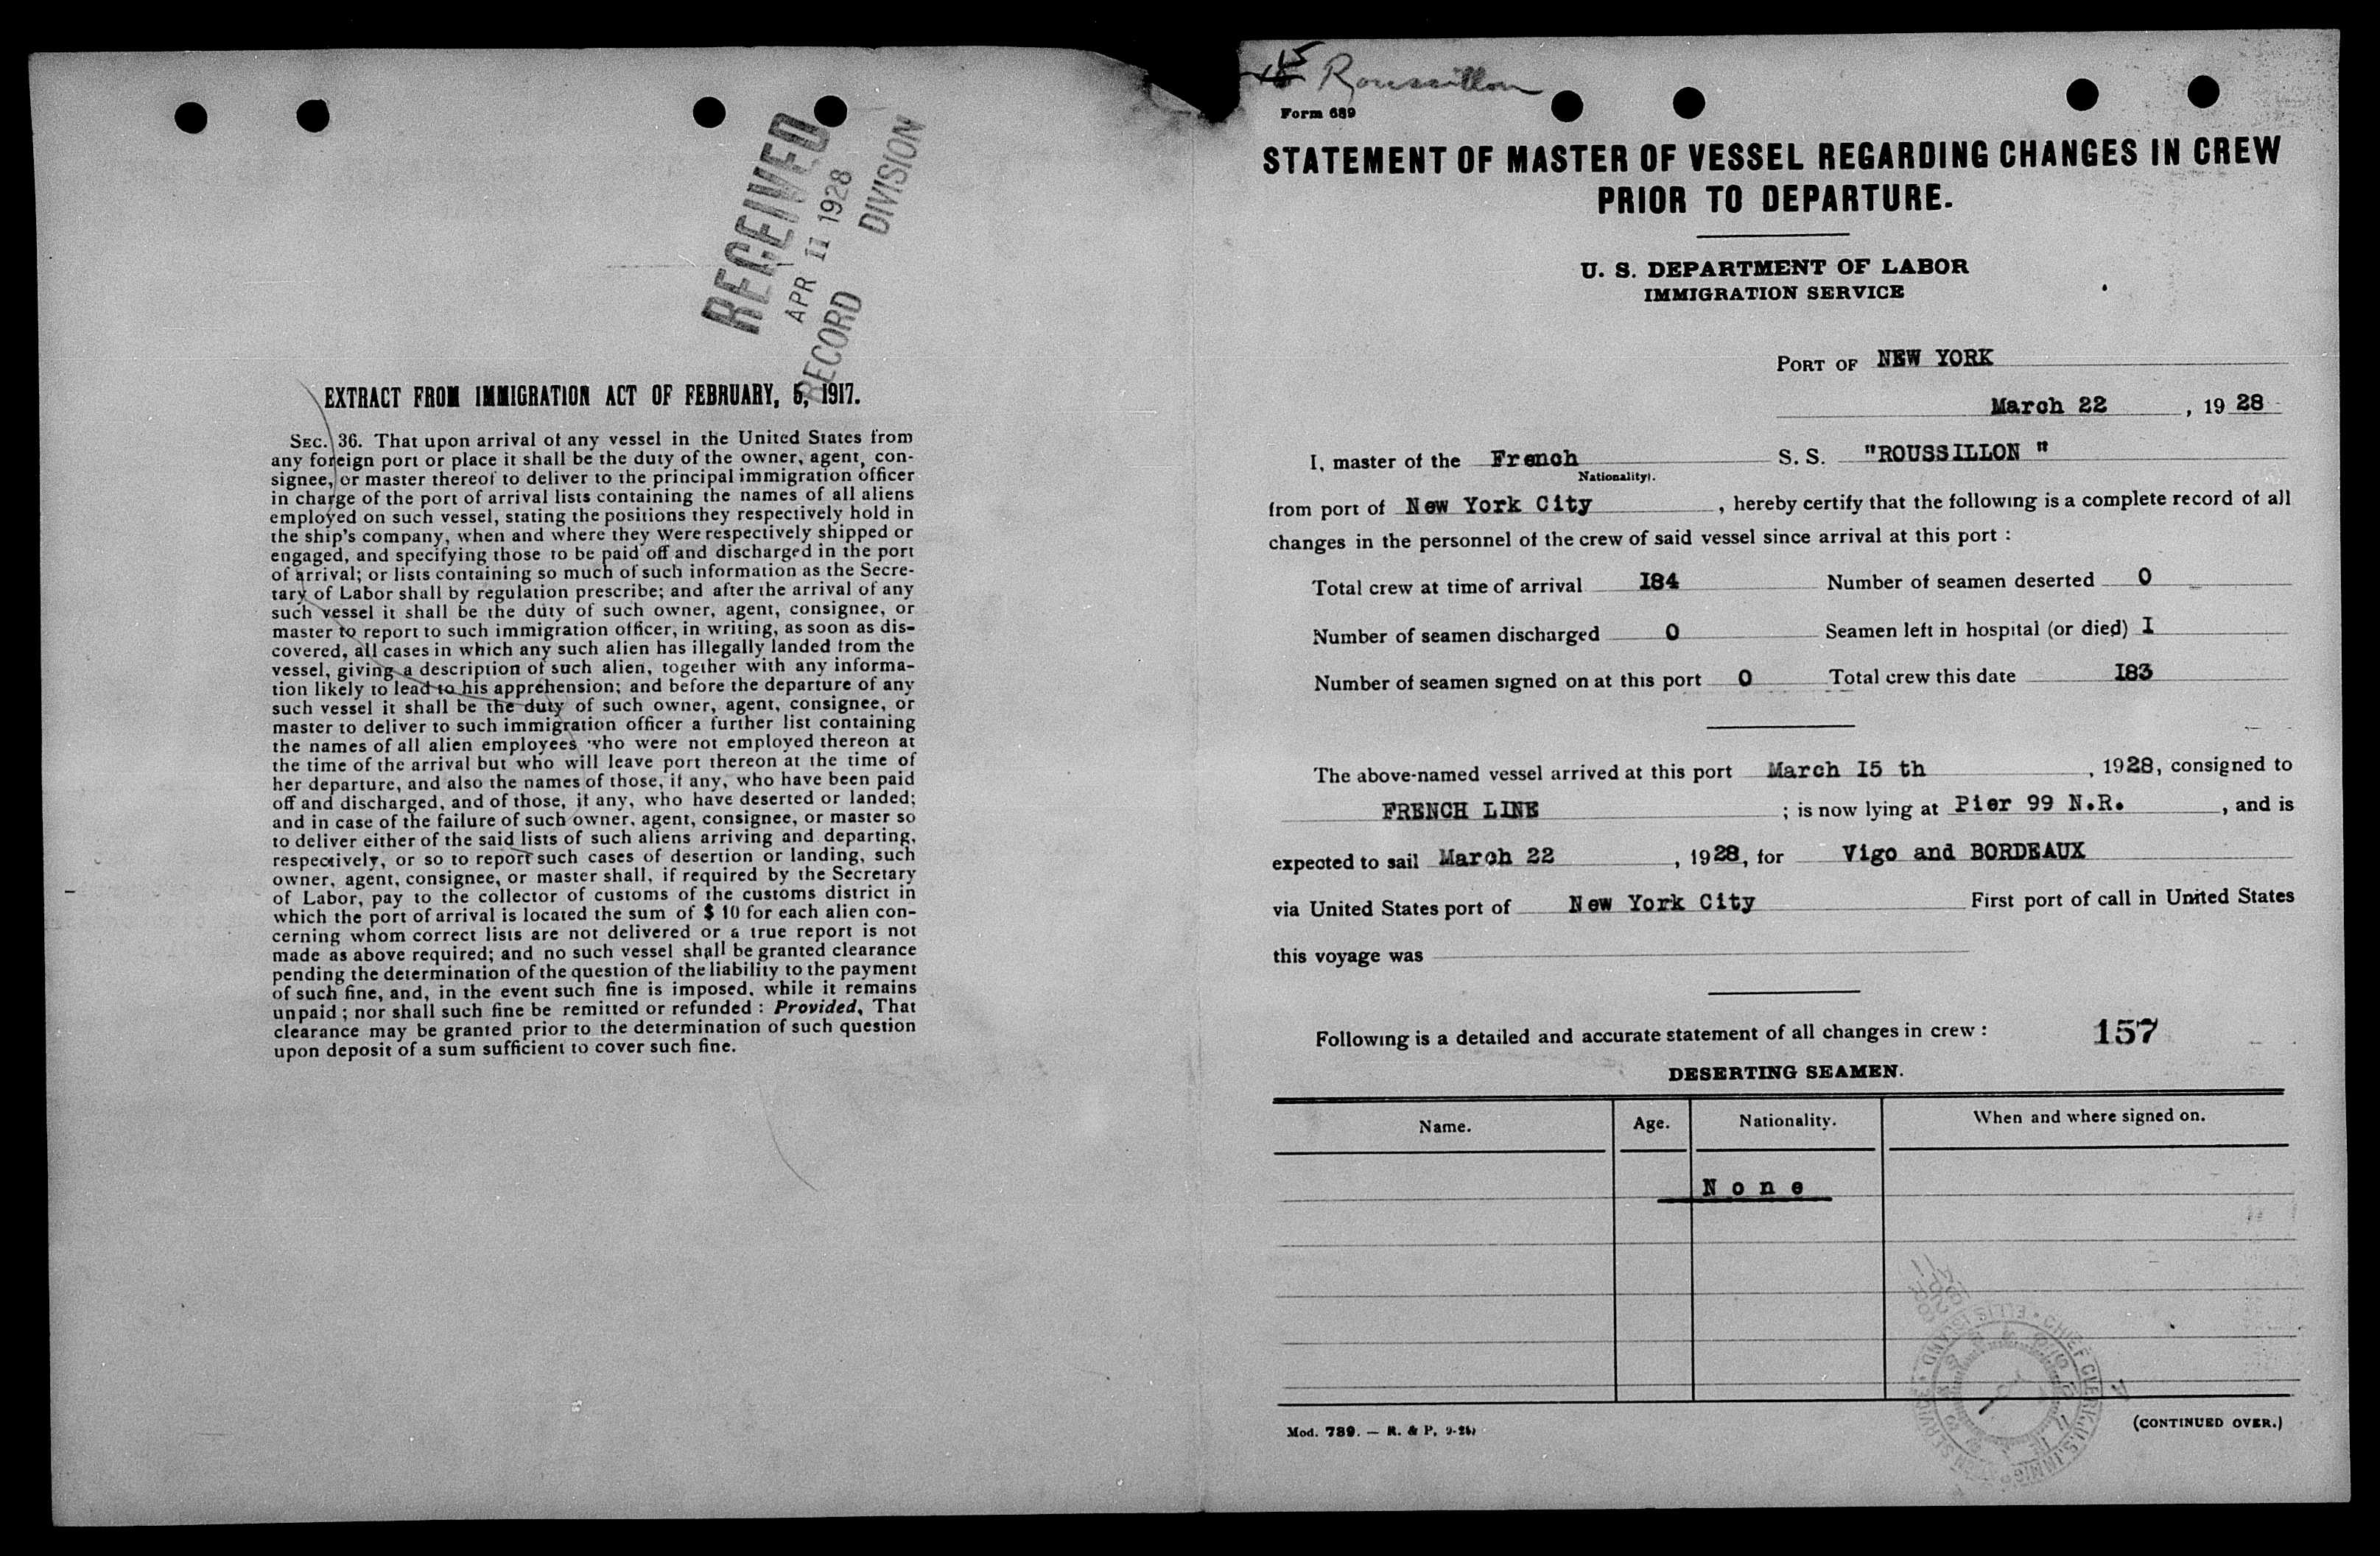 RECEIVED
APR 11 1928
RECORD DIVISION
EXTRACT FROM IMMIGRATION ACT OF FEBRUARY, 5, 1917.
SEC. 36. That upon arrival of any vessel in the United States from
any foreign port or place it shall be the duty of the owner, agent, con-
signee, or master thereof to deliver to the principal immigration officer
in charge of the port of arrival lists containing the names of all aliens
employed on such vessel, stating the positions they respectively hold in
the ship's company, when and where they were respectively shipped or
engaged, and specifying those to be paid off and discharged in the port
of arrival; or lists containing so much of such information as the Secre-
tary of Labor shall by regulation prescribe; and after the arrival of any
such vessel it shall be the duty of such owner, agent, consignee, or
master to report to such immigration officer, in writing, as soon as dis-
covered, all cases in which any such alien has illegally landed from the
vessel, giving a description of such alien, together with any informa-
tion likely to lead to his apprehension; and before the departure of any
such vessel it shall be the duty of such owner, agent, consignee, or
master to deliver to such immigration officer a further list containing
the names of all alien employees who were not employed thereon at
the time of the arrival but who will leave port thereon at the time of
her departure, and also the names of those, if any, who have been paid
off and discharged, and of those, if any, who have deserted or landed;
and in case of the failure of such owner, agent, consignee, or master so
to deliver either of the said lists of such aliens arriving and departing,
respectively, or so to report such cases of desertion or landing, such
owner, agent, consignee, or master shall, if required by the Secretary
of Labor, pay to the collector of customs of the customs district in
which the port of arrival is located the sum of $ 10 for each alien con-
cerning whom correct lists are not delivered or a true report is not
made as above required; and no such vessel shall be granted clearance
pending the determination of the question of the liability to the payment
of such fine, and, in the event such fine is imposed, while it remains
unpaid ; nor shall such fine be remitted or refunded : Provided, That
clearance may be granted prior to the determination of such question
upon deposit of a sum sufficient to cover such fine.
15 Roussillon
Form 689
STATEMENT OF MASTER OF VESSEL REGARDING CHANGES IN CREW
PRIOR TO DEPARTURE.
U. S. DEPARTMENT OF LABOR
IMMIGRATION SERVICE
PORT OF NEW YORK
March 22 , 19 28
I, master of the French S. S. "ROUSSILLON "
Nationality).
from port of New York City , hereby certify that the following is a complete record of all
changes in the personnel of the crew of said vessel since arrival at this port :
Total crew at time of arrival I84 Number of seamen deserted 0
Number of seamen discharged 0 Seamen left in hospital (or died) I
Number of seamen signed on at this port 0 Total crew this date I83
The above-named vessel arrived at this port March I5 th , 1928, consigned to
FRENCH LINE ; is now lying at Pier 99 N.R. , and is
expected to sail March 22 , 1928, for Vigo and BORDEAUX
via United States port of New York City First port of call in United States
this voyage was
Following is a detailed and accurate statement of all changes in crew : 157
DESERTING SEAMEN.
Name. Age. Nationality. When and where signed on.
None
Mod. 789. — R. & P.
(CONTINUED OVER.)
CHIEF CLERK, U.S. IMMIG
ELLIS ISLAND